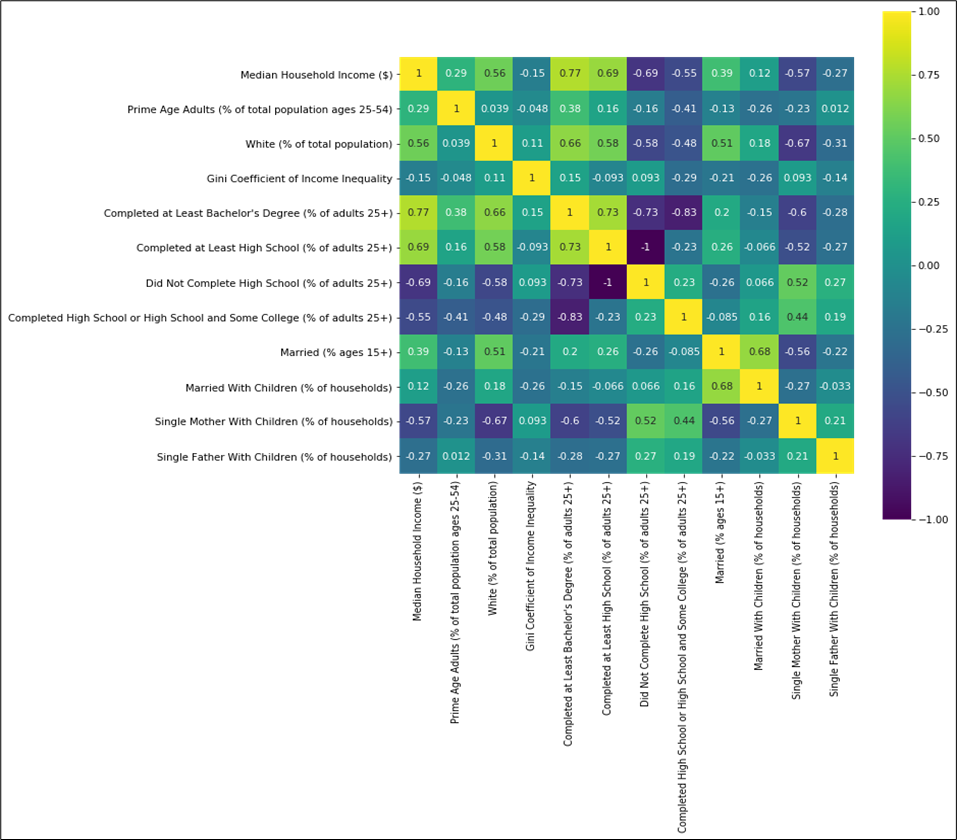 1.00
Median Household Income ($) 1 0.29 0.56 -0.15 0.77 0.69 -0.69 -0.55 0.39 0.12 -0.57 -0.27
0.75
Prime Age Adults (% of total population ages 25-54) 0.29 1 0.039 -0.048 0.38 0.16 -0.16 -0.41 -0.13 -0.26 -0.23 0.012
White (% of total population) 0.56 0.039 1 0.11 0.66 0.58 -0.58 -0.48 0.51 0.18 -0.67 -0.31
0.50
Gini Coefficient of Income Inequality -0.15 -0.048 0.11 1 0.15 -0.093 0.093 -0.29 -0.21 -0.26 0.093 -0.14
0.25
Completed at Least Bachelor's Degree (% of adults 25+) 0.77 0.38 0.66 0.15 1 0.73 -0.73 -0.83 0.2 -0.15 -0.6 -0.28
Completed at Least High School (% of adults 25+) 0.69 0.16 0.58 -0.093 0.73 1 -1 -0.23 0.26 -0.066 -0.52 -0.27
0.00
Did Not Complete High School (% of adults 25+) -0.69 -0.16 -0.58 0.093 -0.73 -1 1 0.23 -0.26 0.066 0.52 0.27
Completed High School or High School and Some College (% of adults 25+) -0.55 -0.41 -0.48 -0.29 -0.83 -0.23 0.23 1 -0.085 0.16 0.44 0.19
−0.25
Married (% ages 15+) 0.39 -0.13 0.51 -0.21 0.2 0.26 -0.26 -0.085 1 0.68 -0.56 -0.22
Married With Children (% of households) 0.12 -0.26 0.18 -0.26 -0.15 -0.066 0.066 0.16 0.68 1 -0.27 -0.033
−0.50
Single Mother With Children (% of households) -0.57 -0.23 -0.67 0.093 -0.6 -0.52 0.52 0.44 -0.56 -0.27 1 0.21
Single Father With Children (% of households) -0.27 0.012 -0.31 -0.14 -0.28 -0.27 0.27 0.19 -0.22 -0.033 0.21 1
−0.75
−1.00
Median Household Income ($)
Prime Age Adults (% of total population ages 25-54)
White (% of total population)
Gini Coefficient of Income Inequality
Completed at Least Bachelor's Degree (% of adults 25+)
Completed at Least High School (% of adults 25+)
Did Not Complete High School (% of adults 25+)
Completed High School or High School and Some College (% of adults 25+)
Married (% ages 15+)
Married With Children (% of households)
Single Mother With Children (% of households)
Single Father With Children (% of households)